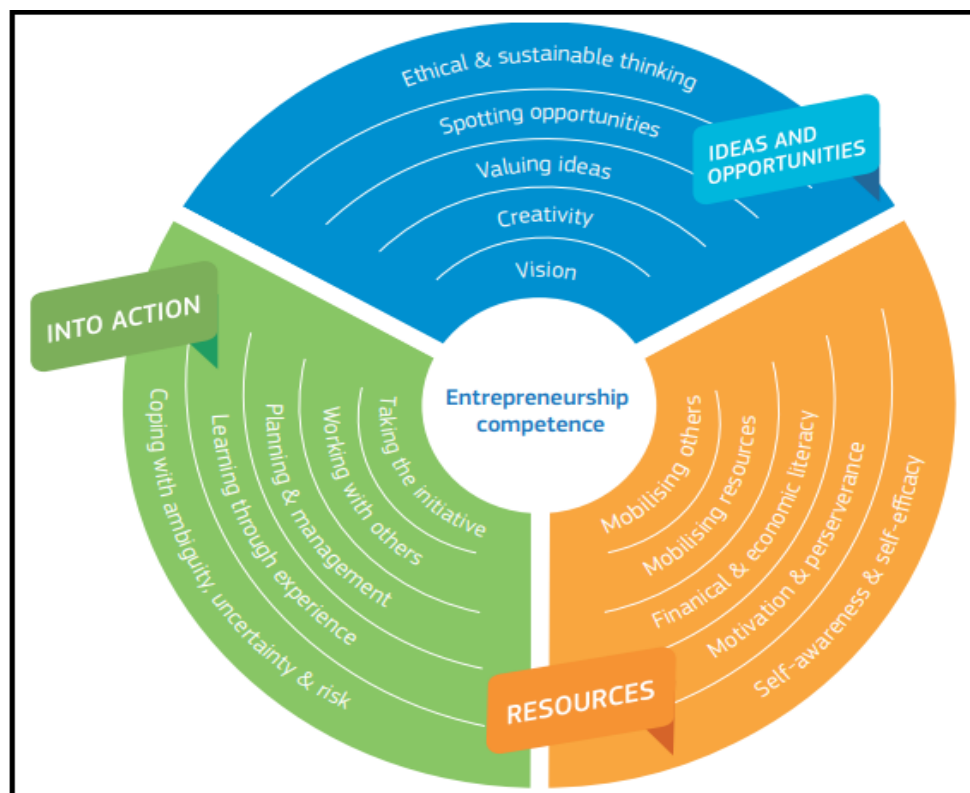 Ethical & sustainable thinking
Spotting opportunities
Valuing ideas
Creativity
Vision
IDEAS AND
OPPORTUNITIES
INTO ACTION
Entrepreneurship
competence
Taking the initiative
Working with others
Planning & management
Learning through experience
Coping with ambiguity, uncertainty & risk
Mobilising others
Mobilising resources
Finanical & economic literacy
Motivation & perserverance
Self-awareness & self-efficacy
RESOURCES